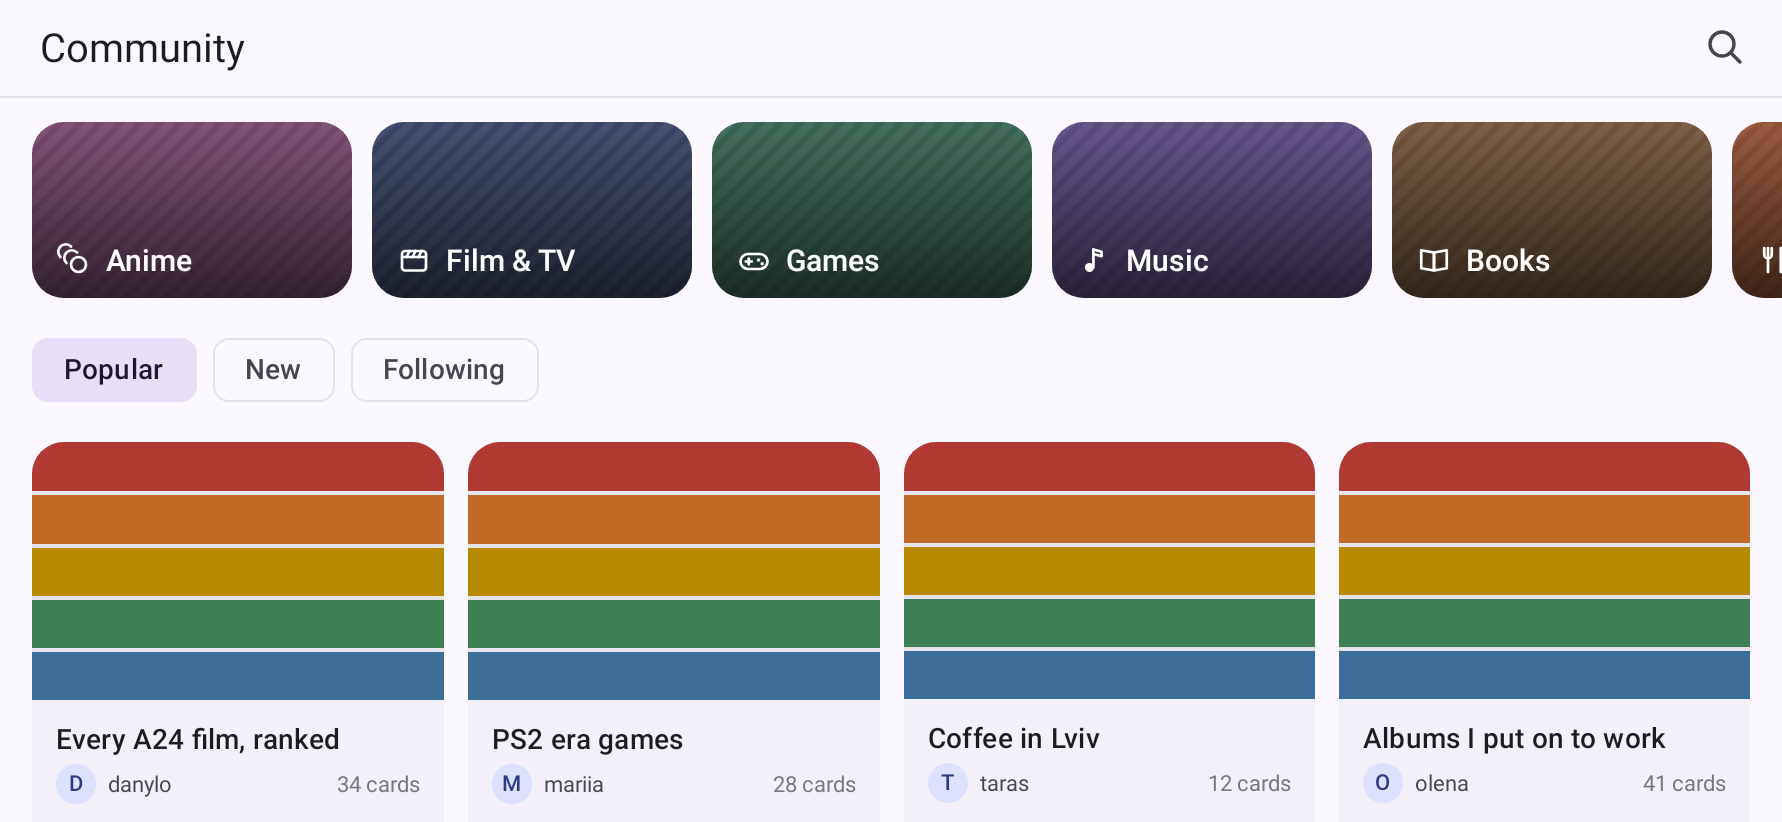 Community
Anime
Film & TV
Games
Music
Books
Popular
New
Following
Every A24 film, ranked
D danylo 34 cards
PS2 era games
M mariia 28 cards
Coffee in Lviv
T taras 12 cards
Albums I put on to work
O olena 41 cards